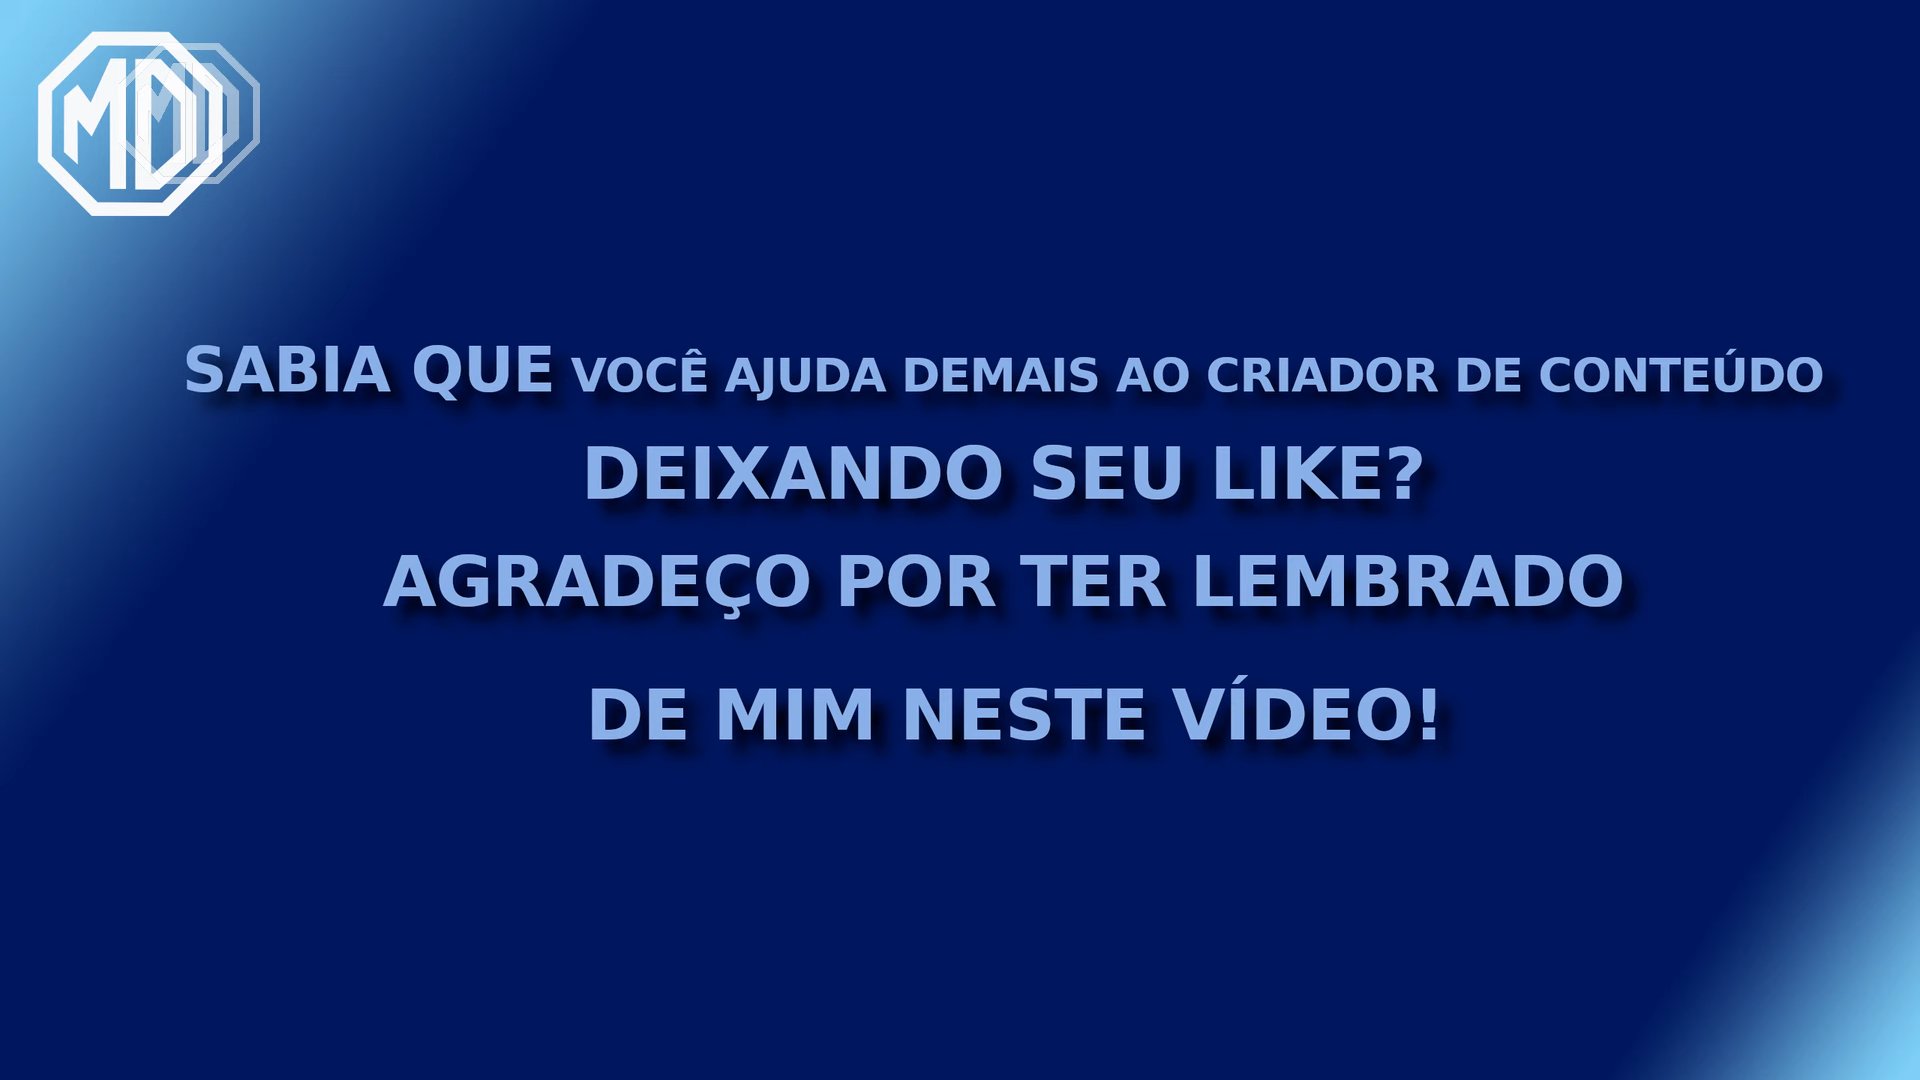 MD
SABIA QUE VOCÊ AJUDA DEMAIS AO CRIADOR DE CONTEÚDO
DEIXANDO SEU LIKE?
AGRADEÇO POR TER LEMBRADO
DE MIM NESTE VÍDEO!